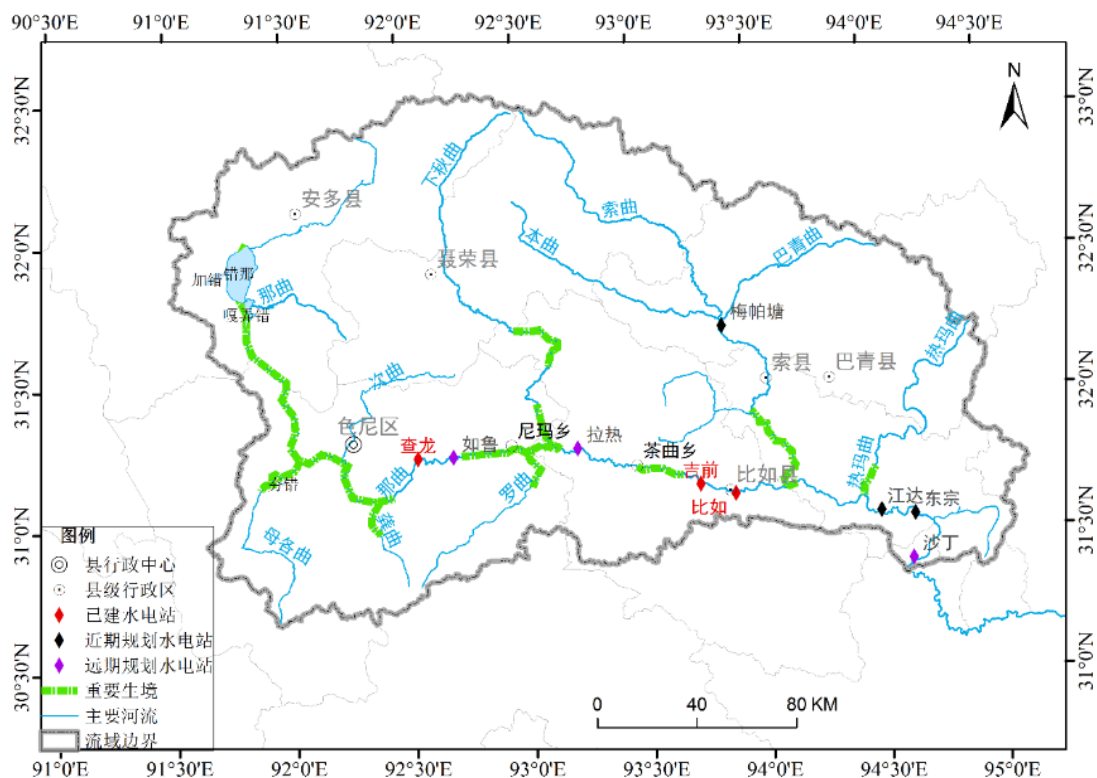 90°30'E 91°0'E 91°30'E 92°0'E 92°30'E 93°0'E 93°30'E 94°0'E 94°30'E
32°30'N
33°0'N
N
下秋曲
安多县
索曲
本曲
巴青曲
32°0'N
32°30'N
聂荣县
加错
错那
那曲
嘎弄错
梅帕塘
热玛曲
索县
巴青县
32°0'N
31°30'N
次曲
色尼区
查龙
如鲁
尼玛乡
拉热
茶曲乡
吉前
比如县
比如
热玛曲
江达
东宗
那曲
罗曲
31°30'N
沙丁
31°0'N
母各曲
图例
县行政中心
县级行政区
已建水电站
近期规划水电站
远期规划水电站
重要生境
主要河流
流域边界
30°30'N
31°0'N
0 40 80 KM
91°0'E 91°30'E 92°0'E 92°30'E 93°0'E 93°30'E 94°0'E 94°30'E 95°0'E